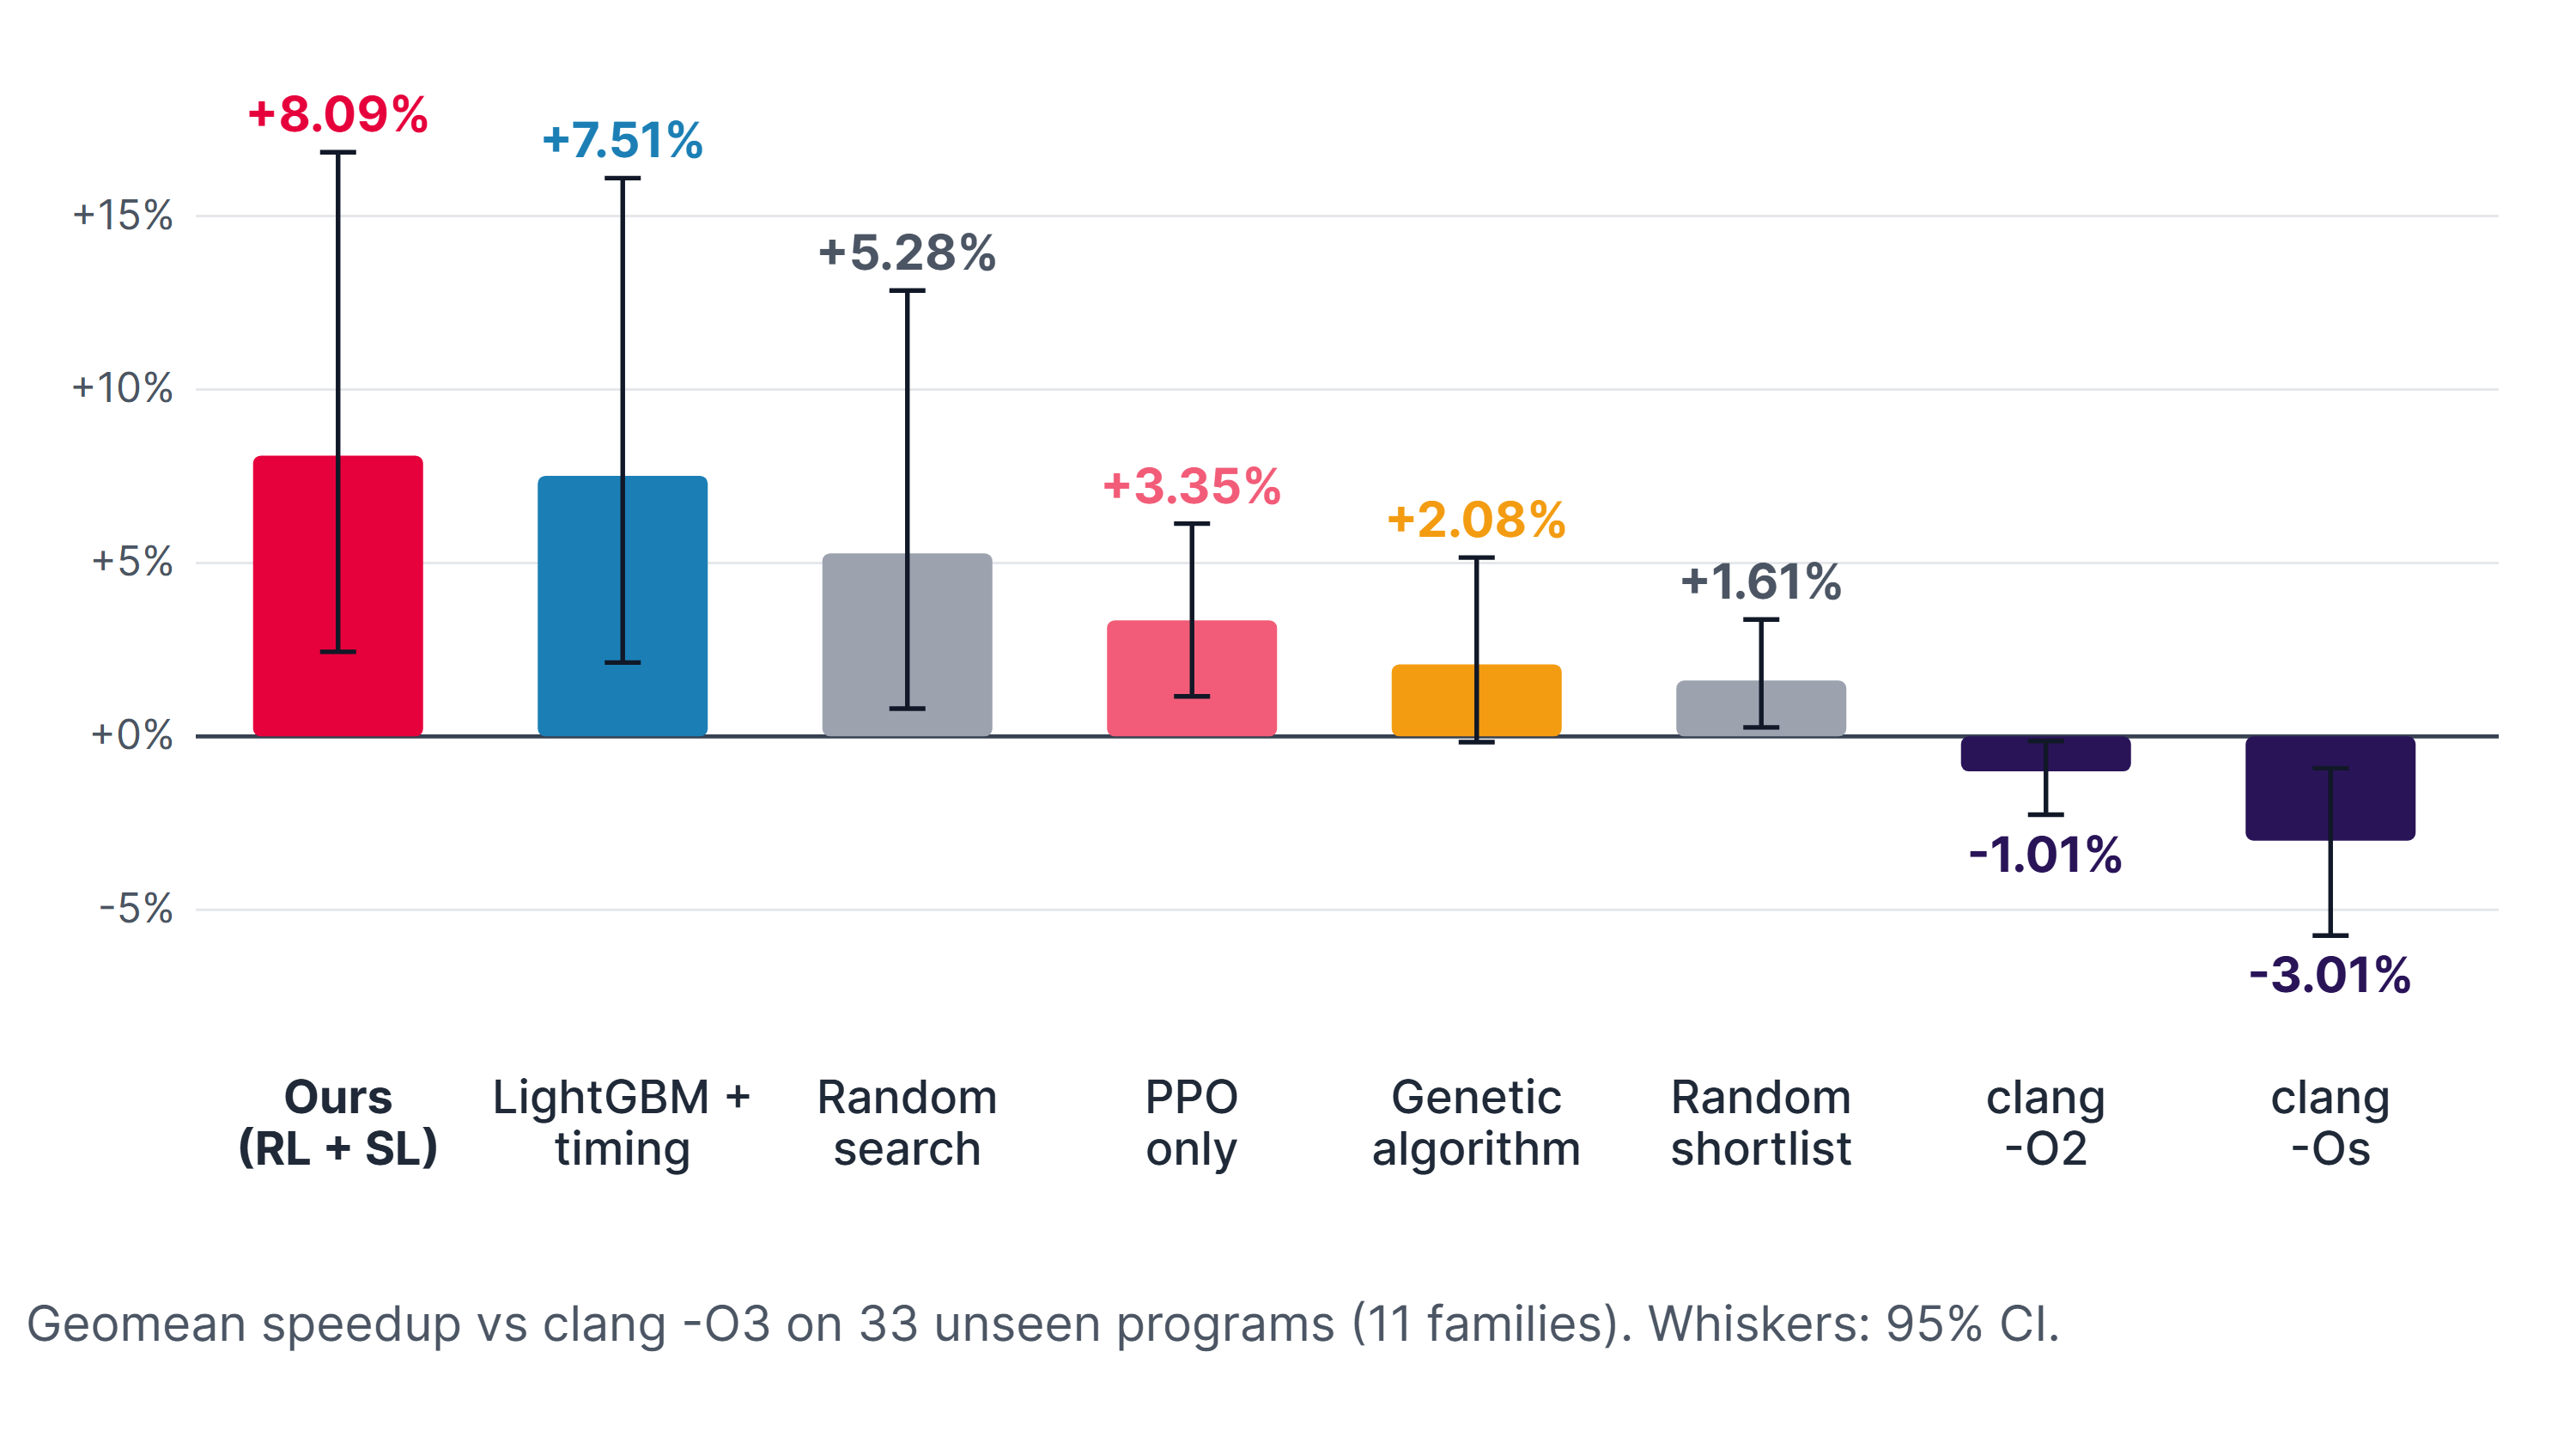 +8.09%
+7.51%
+5.28%
+3.35%
+2.08%
+1.61%
-1.01%
-3.01%
+15%
+10%
+5%
+0%
-5%
Ours
(RL + SL)
LightGBM +
timing
Random
search
PPO
only
Genetic
algorithm
Random
shortlist
clang
-O2
clang
-Os
Geomean speedup vs clang -O3 on 33 unseen programs (11 families). Whiskers: 95% CI.